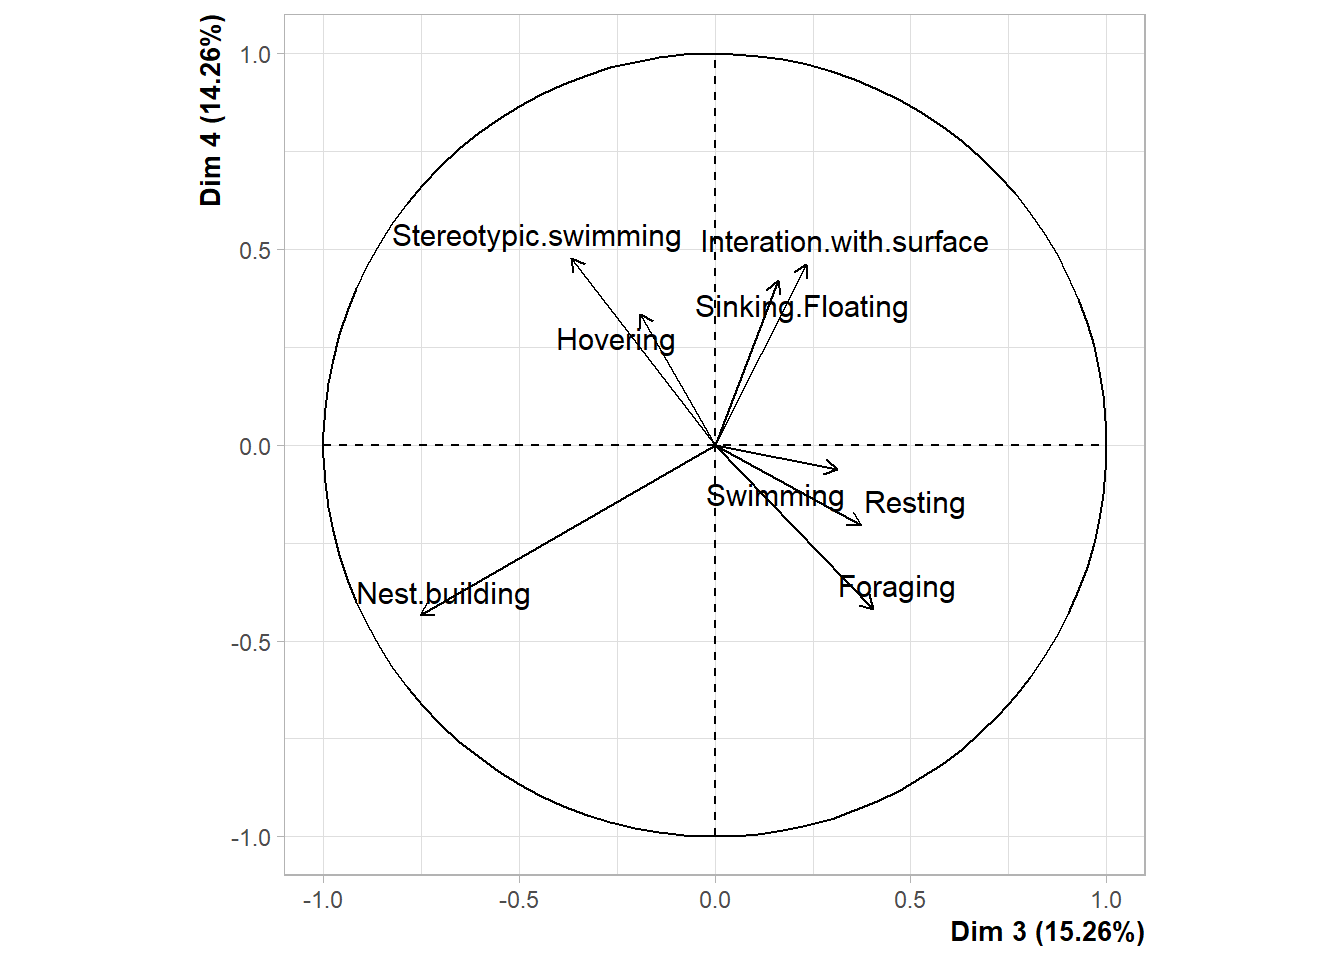 Dim 4 (14.26%)
1.0
0.5
0.0
-0.5
-1.0
Stereotypic.swimming
Interation.with.surface
Sinking.Floating
Hovering
Swimming
Resting
Foraging
Nest.building
-1.0
-0.5
0.0
0.5
1.0
Dim 3 (15.26%)